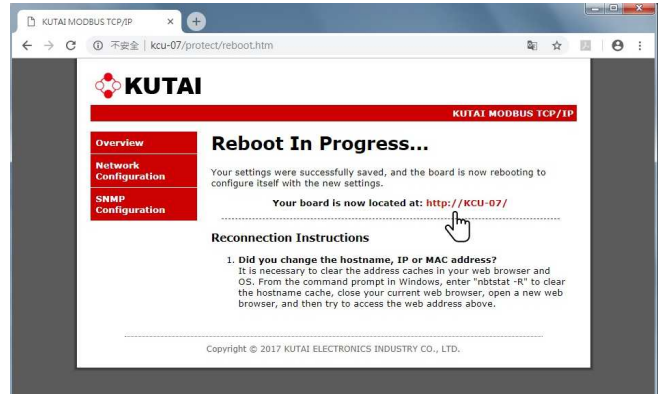 KUTAI MODBUS TCP/IP
不安全 | kcu-07/protect/reboot.htm
KUTAI
KUTAI MODBUS TCP/IP
Overview
Network
Configuration
SNMP
Configuration
Reboot In Progress...
Your settings were successfully saved, and the board is now rebooting to
configure itself with the new settings.
Your board is now located at: http://KCU-07/
Reconnection Instructions
1. Did you change the hostname, IP or MAC address?
It is necessary to clear the address caches in your web browser and
OS. From the command prompt in Windows, enter "nbtstat -R" to clear
the hostname cache, close your current web browser, open a new web
browser, and then try to access the web address above.
Copyright © 2017 KUTAI ELECTRONICS INDUSTRY CO., LTD.